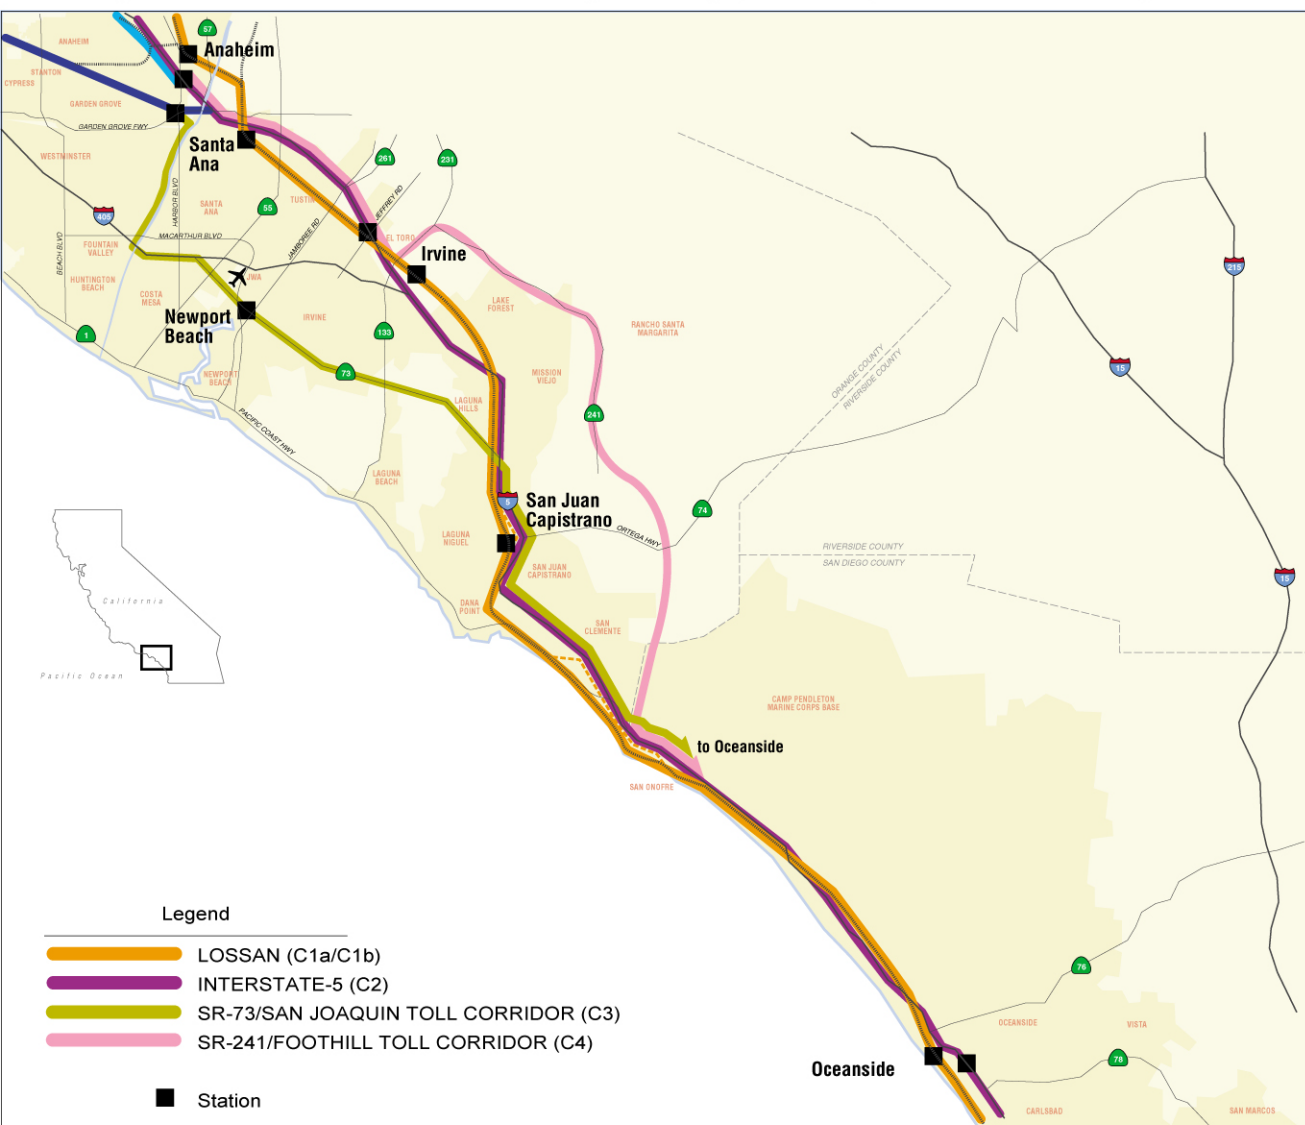 57
Anaheim
ANAHEIM
STANTON
CYPRESS
GARDEN GROVE
GARDEN GROVE FWY
Santa
Ana
WESTMINSTER
261
231
HARBOR BLVD
JEFFREY RD
SANTA
ANA
55
TUSTIN
405
JAMBOREE RD
MACARTHUR BLVD
EL TORO
BEACH BLVD
FOUNTAIN
VALLEY
Irvine
215
HUNTINGTON
BEACH
JWA
COSTA
MESA
LAKE
FOREST
Newport
Beach
IRVINE
RANCHO SANTA
MARGARITA
1
133
ORANGE COUNTY
RIVERSIDE COUNTY
15
73
NEWPORT
BEACH
MISSION
VIEJO
LAGUNA
HILLS
PACIFIC COAST HWY
241
LAGUNA
BEACH
5
San Juan
Capistrano
74
ORTEGA HWY
LAGUNA
NIGUEL
RIVERSIDE COUNTY
SAN DIEGO COUNTY
SAN JUAN
CAPISTRANO
15
California
DANA
POINT
SAN
CLEMENTE
Pacific Ocean
CAMP PENDLETON
MARINE CORPS BASE
to Oceanside
SAN ONOFRE
Legend
LOSSAN (C1a/C1b)
INTERSTATE-5 (C2)
SR-73/SAN JOAQUIN TOLL CORRIDOR (C3)
SR-241/FOOTHILL TOLL CORRIDOR (C4)
Station
76
OCEANSIDE
VISTA
Oceanside
78
CARLSBAD
SAN MARCOS